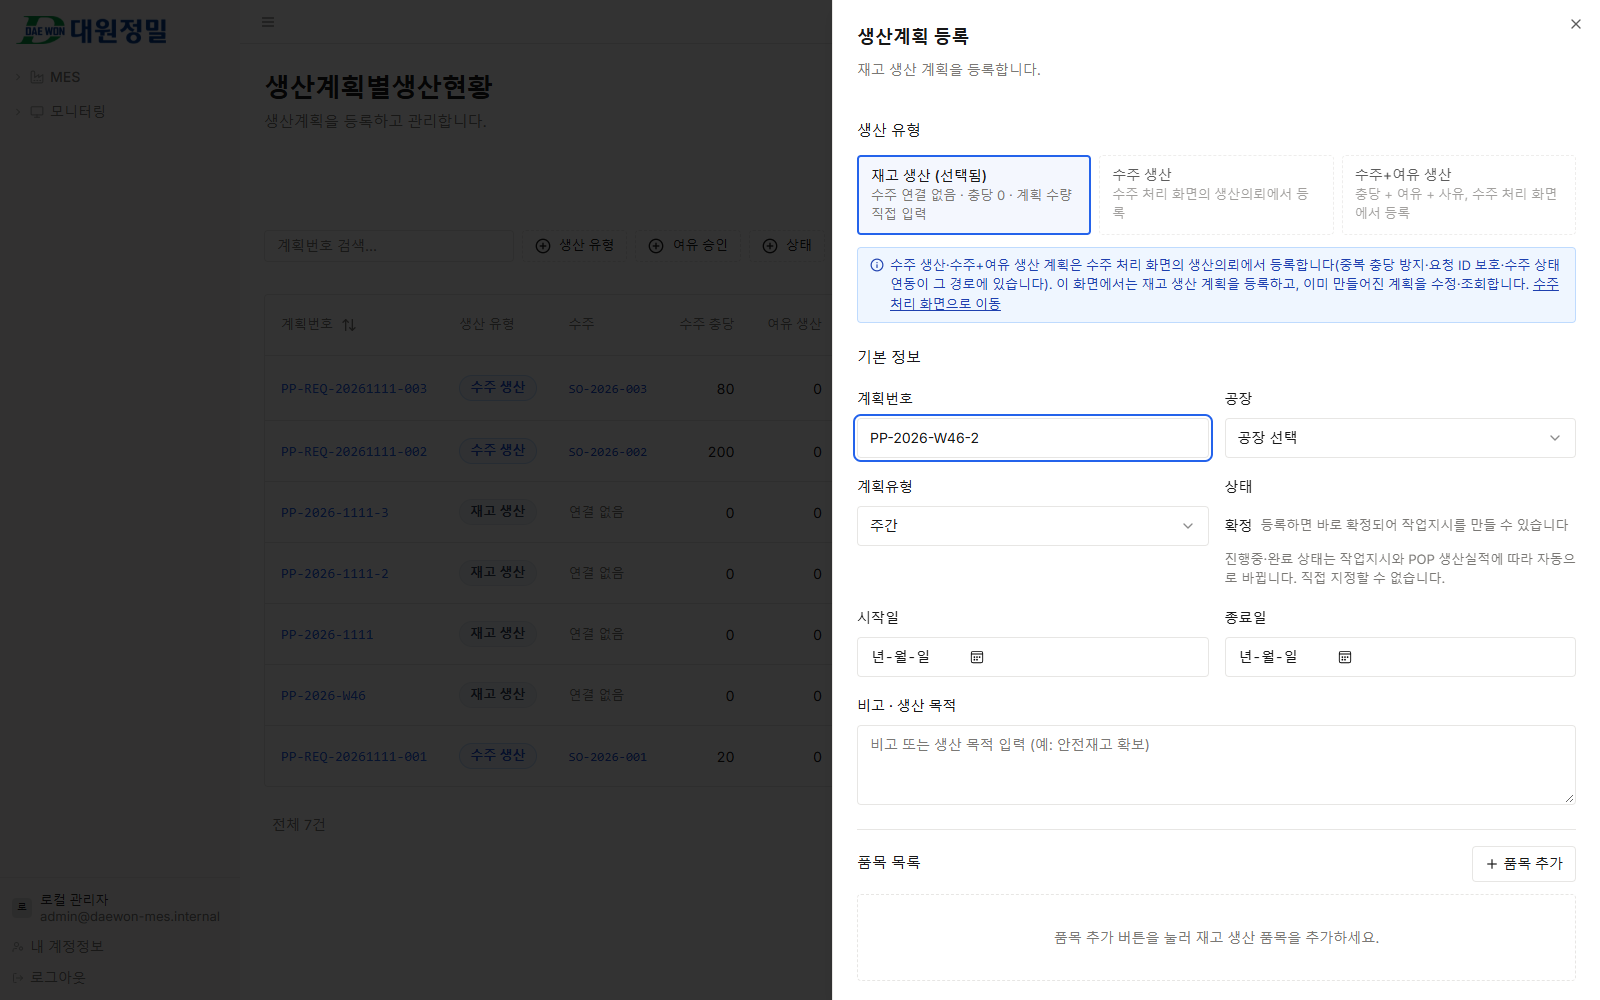 DAE WON 대원정밀
MES
모니터링
생산계획별생산현황
생산계획을 등록하고 관리합니다.
계획번호 검색...
생산 유형
여유 승인
상태
계획번호 생산 유형 수주 수주 충당 여유 생산
PP-REQ-20261111-003 수주 생산 SO-2026-003 80 0
PP-REQ-20261111-002 수주 생산 SO-2026-002 200 0
PP-2026-1111-3 재고 생산 연결 없음 0 0
PP-2026-1111-2 재고 생산 연결 없음 0 0
PP-2026-1111 재고 생산 연결 없음 0 0
PP-2026-W46 재고 생산 연결 없음 0 0
PP-REQ-20261111-001 수주 생산 SO-2026-001 20 0
전체 7건
로
로컬 관리자
admin@daewon-mes.internal
내 계정정보
로그아웃
생산계획 등록
재고 생산 계획을 등록합니다.
생산 유형
재고 생산 (선택됨)
수주 연결 없음 · 충당 0 · 계획 수량
직접 입력
수주 생산
수주 처리 화면의 생산의뢰에서 등
록
수주+여유 생산
충당 + 여유 + 사유, 수주 처리 화면
에서 등록
수주 생산·수주+여유 생산 계획은 수주 처리 화면의 생산의뢰에서 등록합니다(중복 충당 방지·요청 ID 보호·수주 상태
연동이 그 경로에 있습니다). 이 화면에서는 재고 생산 계획을 등록하고, 이미 만들어진 계획을 수정·조회합니다. 수주
처리 화면으로 이동
기본 정보
계획번호
PP-2026-W46-2
공장
공장 선택
계획유형
주간
상태
확정 등록하면 바로 확정되어 작업지시를 만들 수 있습니다
진행중·완료 상태는 작업지시와 POP 생산실적에 따라 자동으
로 바뀝니다. 직접 지정할 수 없습니다.
시작일
년-월-일
종료일
년-월-일
비고 · 생산 목적
비고 또는 생산 목적 입력 (예: 안전재고 확보)
품목 목록
+ 품목 추가
품목 추가 버튼을 눌러 재고 생산 품목을 추가하세요.